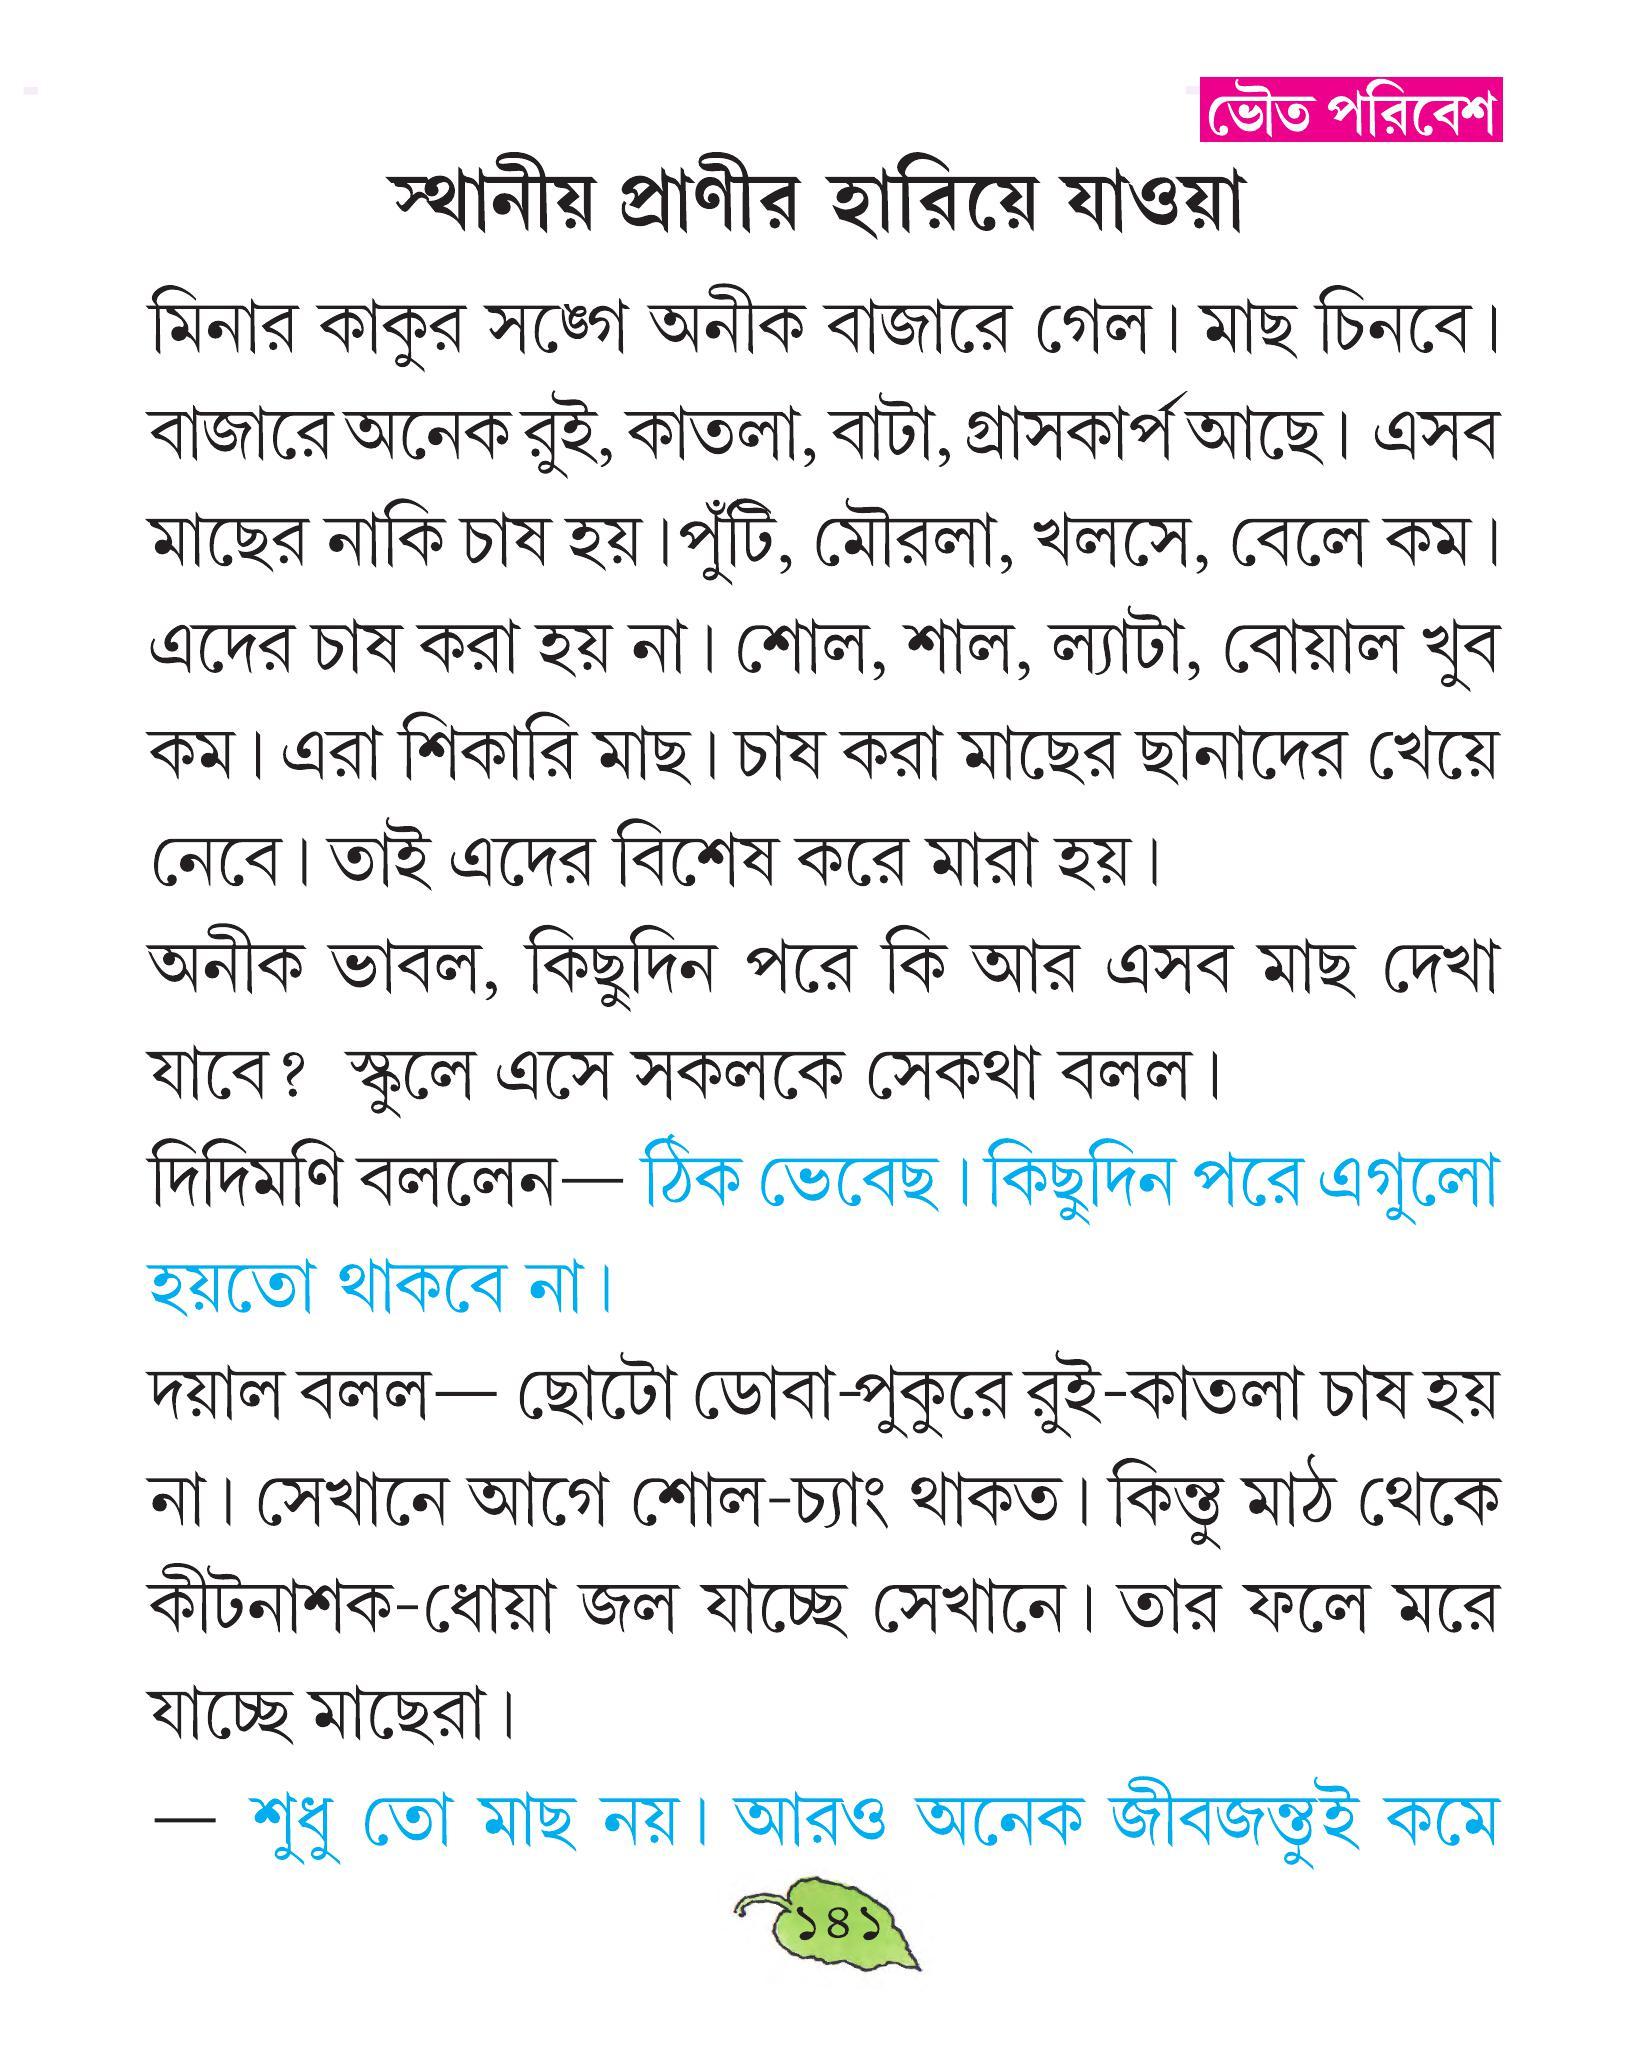 ভৌত পরিবেশ
স্থানীয় প্রাণীর হারিয়ে যাওয়া
মিনার কাকুর সঙ্গে অনীক বাজারে গেল। মাছ চিনবে।
বাজারে অনেক রুই, কাতলা, বাটা, গ্রাসকার্প আছে। এসব
মাছের নাকি চাষ হয়। পুঁটি, মৌরলা, খলসে, বেলে কম।
এদের চাষ করা হয় না। শোল, শাল, ল্যাটা, বোয়াল খুব
কম। এরা শিকারি মাছ। চাষ করা মাছের ছানাদের খেয়ে
নেবে। তাই এদের বিশেষ করে মারা হয়।
অনীক ভাবল, কিছুদিন পরে কি আর এসব মাছ দেখা
যাবে? স্কুলে এসে সকলকে সেকথা বলল।
দিদিমণি বললেন— ঠিক ভেবেছ। কিছুদিন পরে এগুলো
হয়তো থাকবে না।
দয়াল বলল— ছোটো ডোবা-পুকুরে রুই-কাতলা চাষ হয়
না। সেখানে আগে শোল-চ্যাং থাকত। কিন্তু মাঠ থেকে
কীটনাশক-ধোয়া জল যাচ্ছে সেখানে। তার ফলে মরে
যাচ্ছে মাছেরা।
— শুধু তো মাছ নয়। আরও অনেক জীবজন্তুই কমে
১৪১